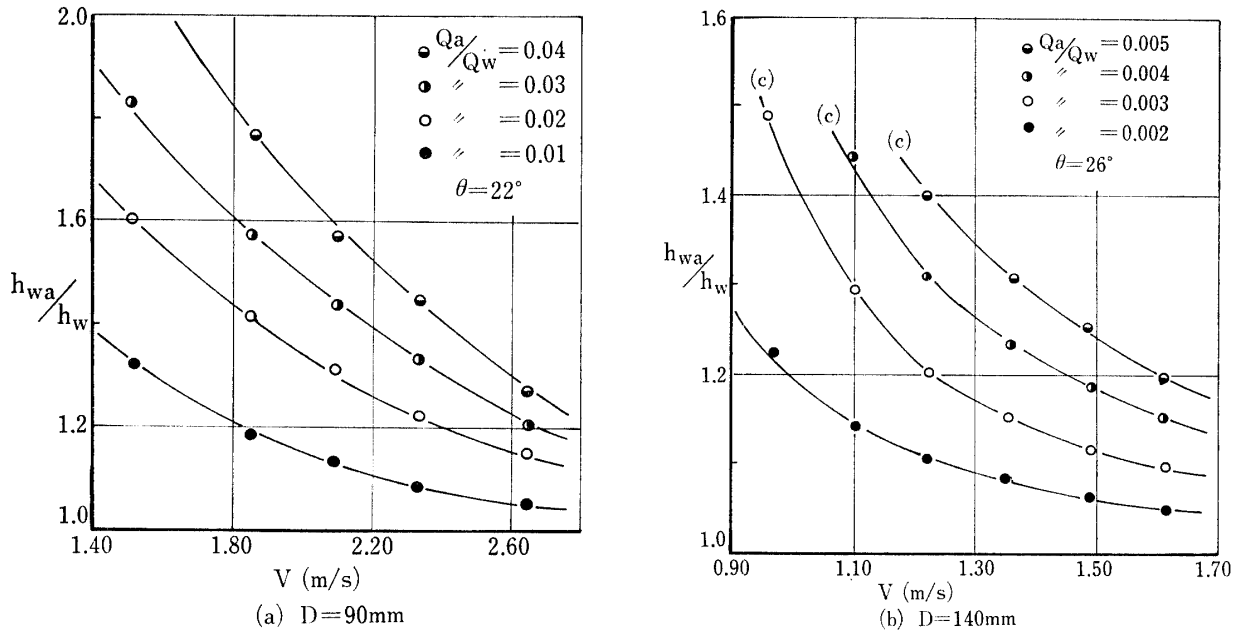 2.0
1.6
hwa/hw
1.2
1.0
1.40 1.80 2.20 2.60
V (m/s)
(a) D=90mm
Qa/Qw =0.04
〃 =0.03
〃 =0.02
〃 =0.01
θ=22°
1.6
1.4
hwa/hw
1.2
1.0
0.90 1.10 1.30 1.50 1.70
V (m/s)
(b) D=140mm
(c)
(c)
(c)
Qa/Qw =0.005
〃 =0.004
〃 =0.003
〃 =0.002
θ=26°